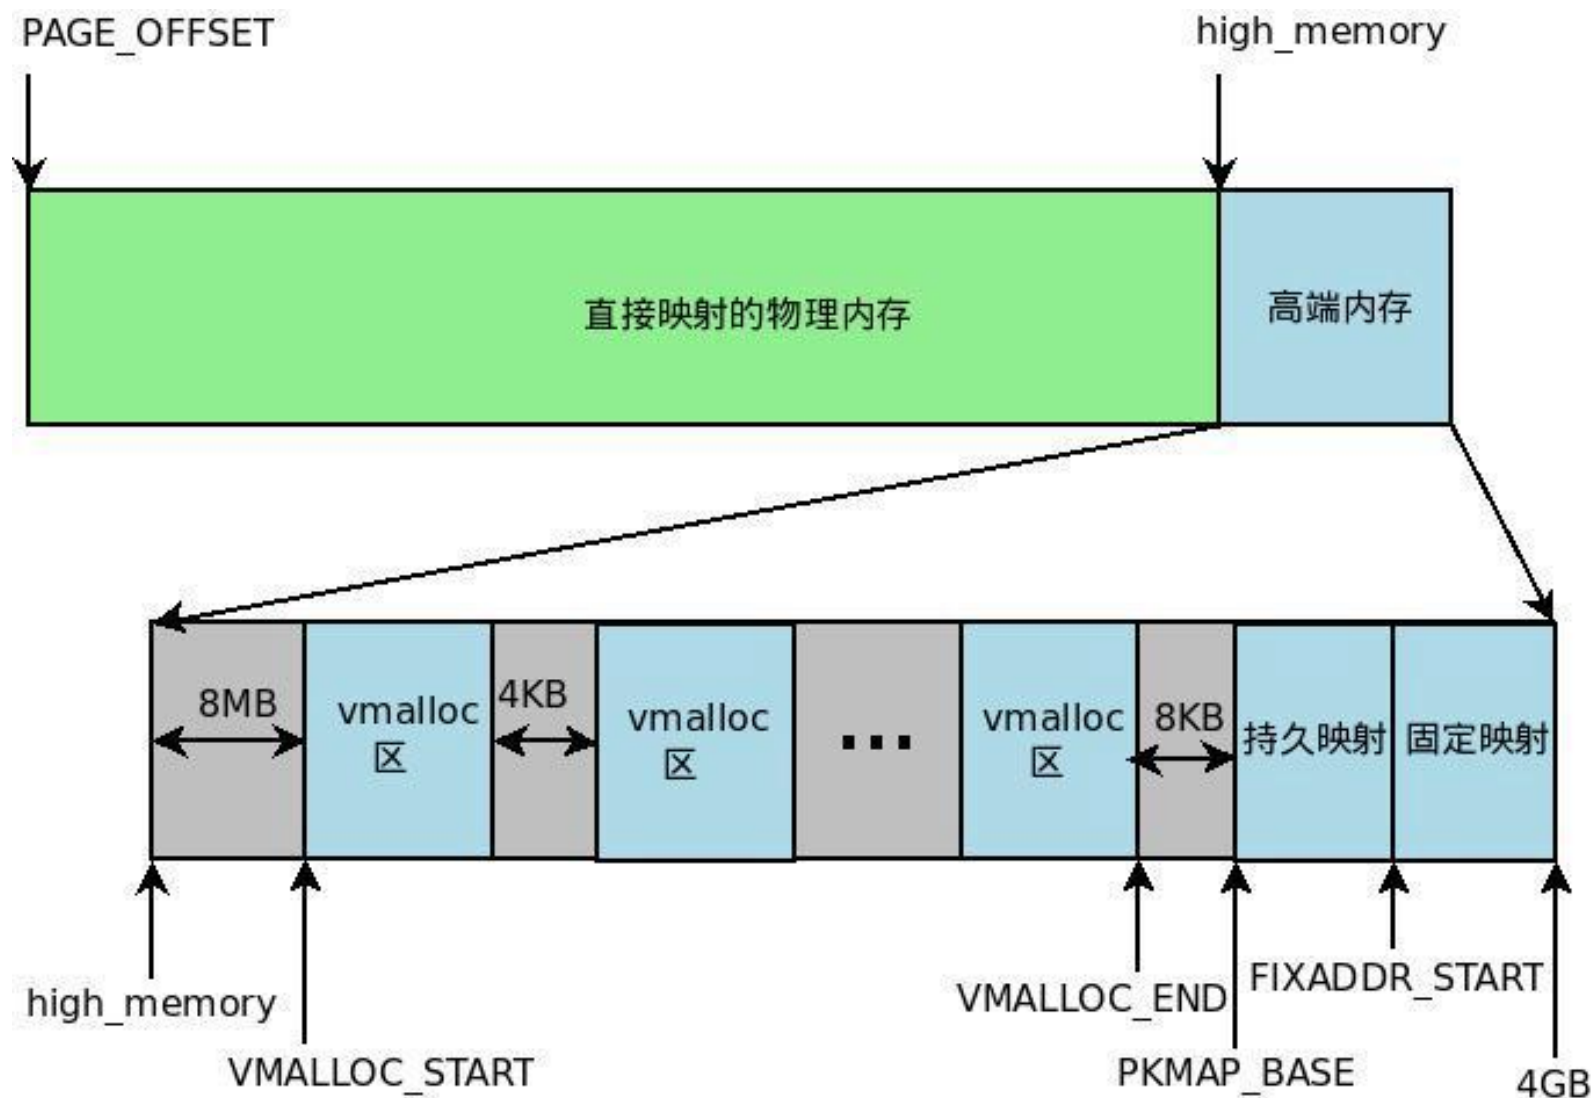 PAGE_OFFSET
high_memory
直接映射的物理内存
高端内存
8MB
vmalloc
区
4KB
vmalloc
区
...
vmalloc
区
8KB
持久映射
固定映射
high_memory
VMALLOC_START
VMALLOC_END
PKMAP_BASE
FIXADDR_START
4GB